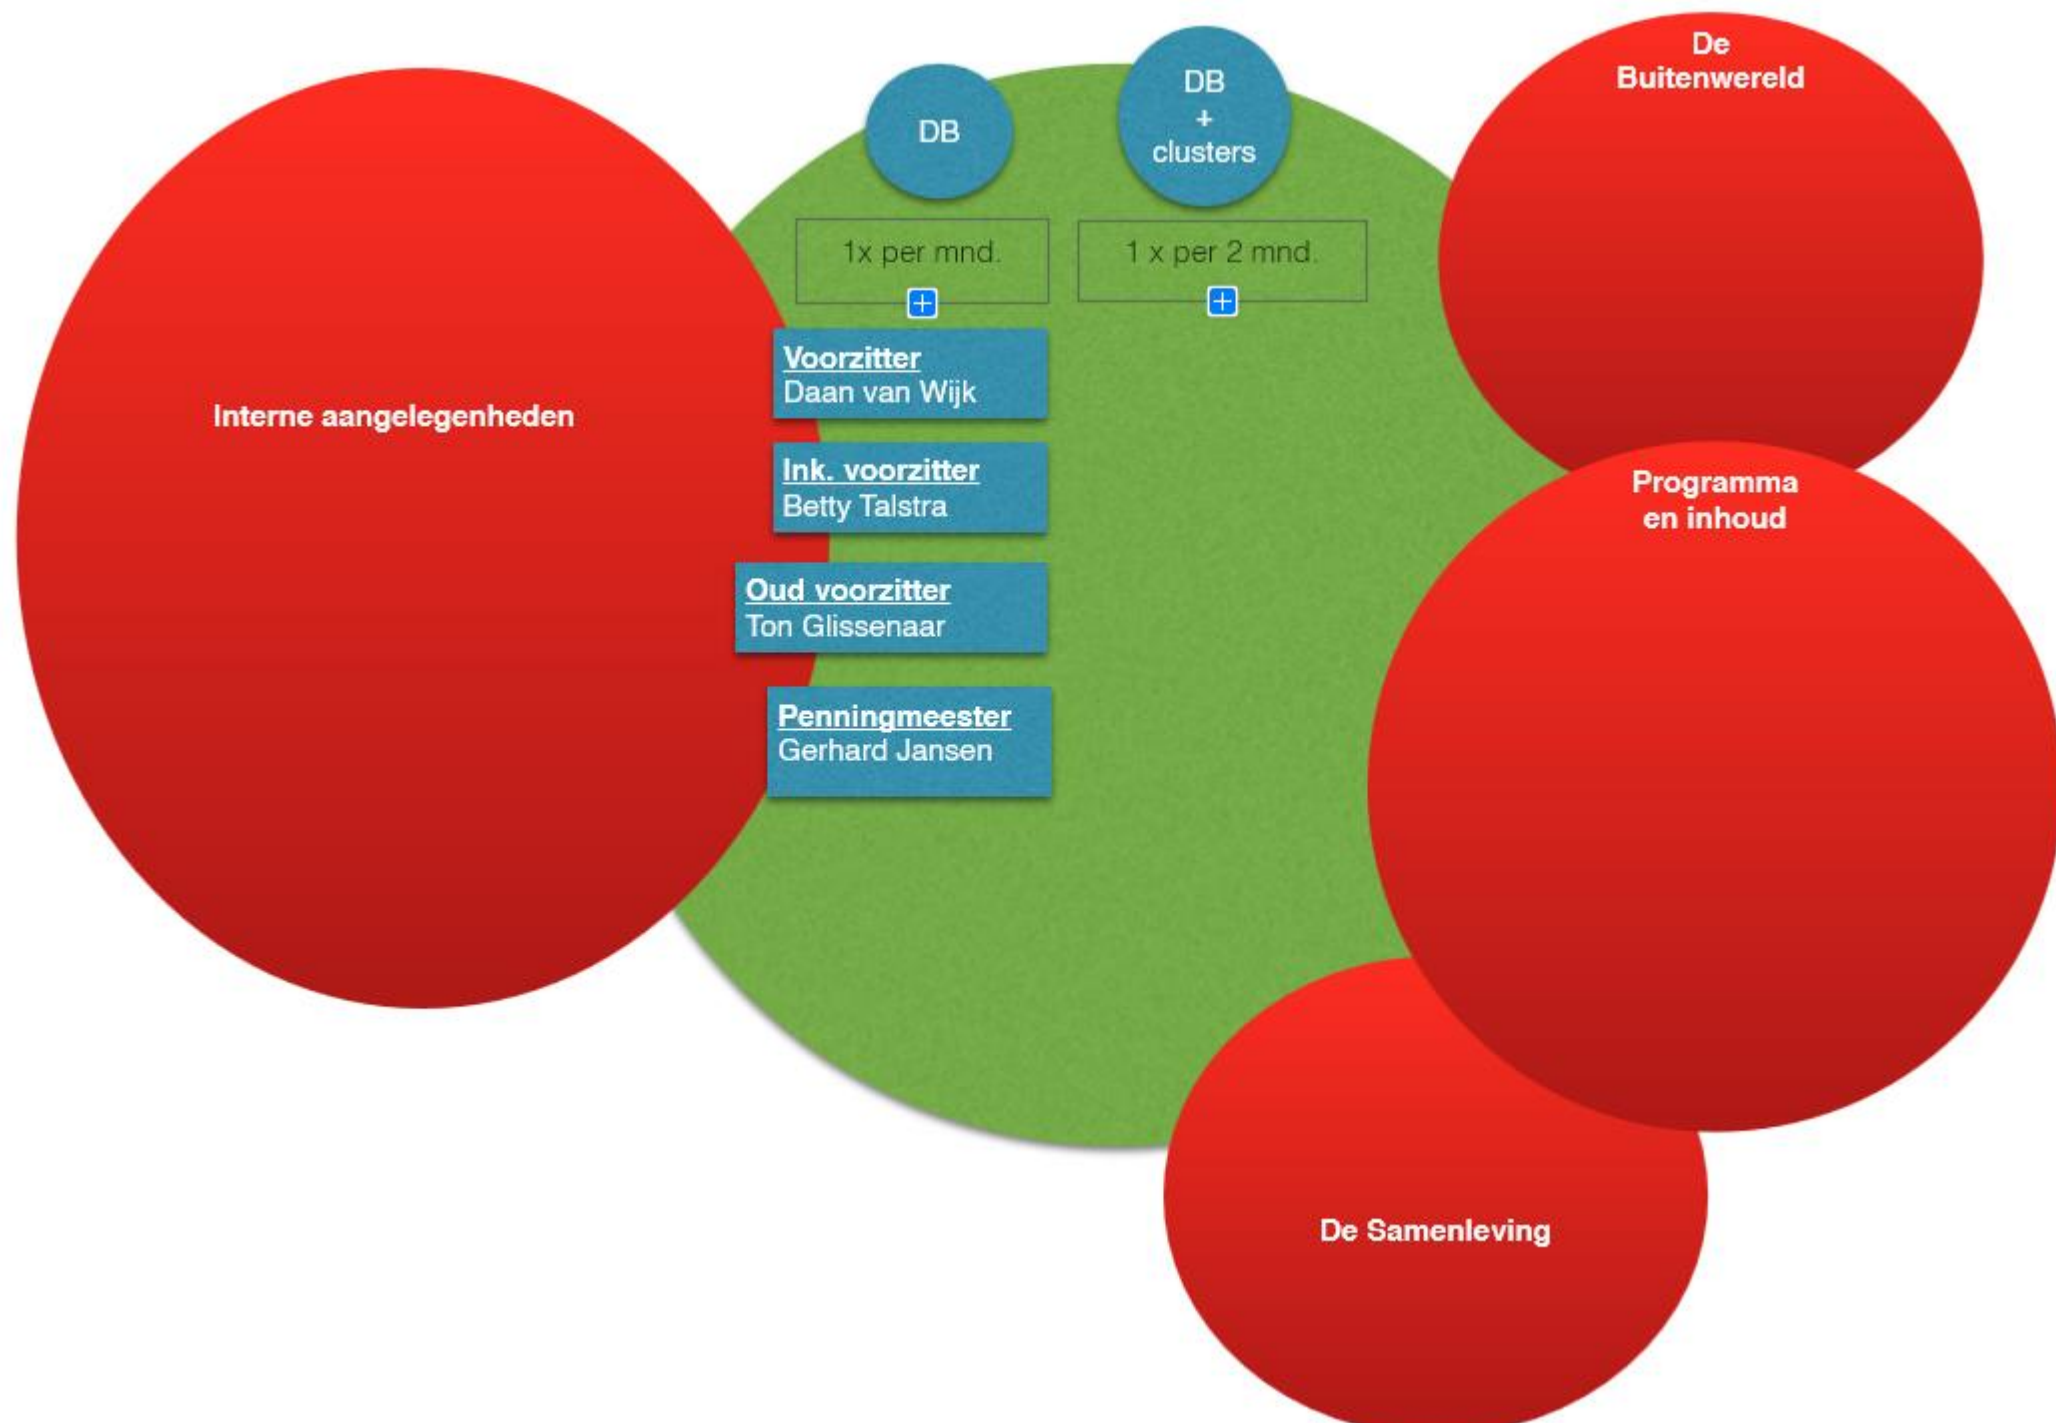 De
Buitenwereld
DB
DB
+
clusters
1x per mnd.
1 x per 2 mnd.
Interne aangelegenheden
Voorzitter
Daan van Wijk
Ink. voorzitter
Betty Talstra
Oud voorzitter
Ton Glissenaar
Penningmeester
Gerhard Jansen
Programma
en inhoud
De Samenleving